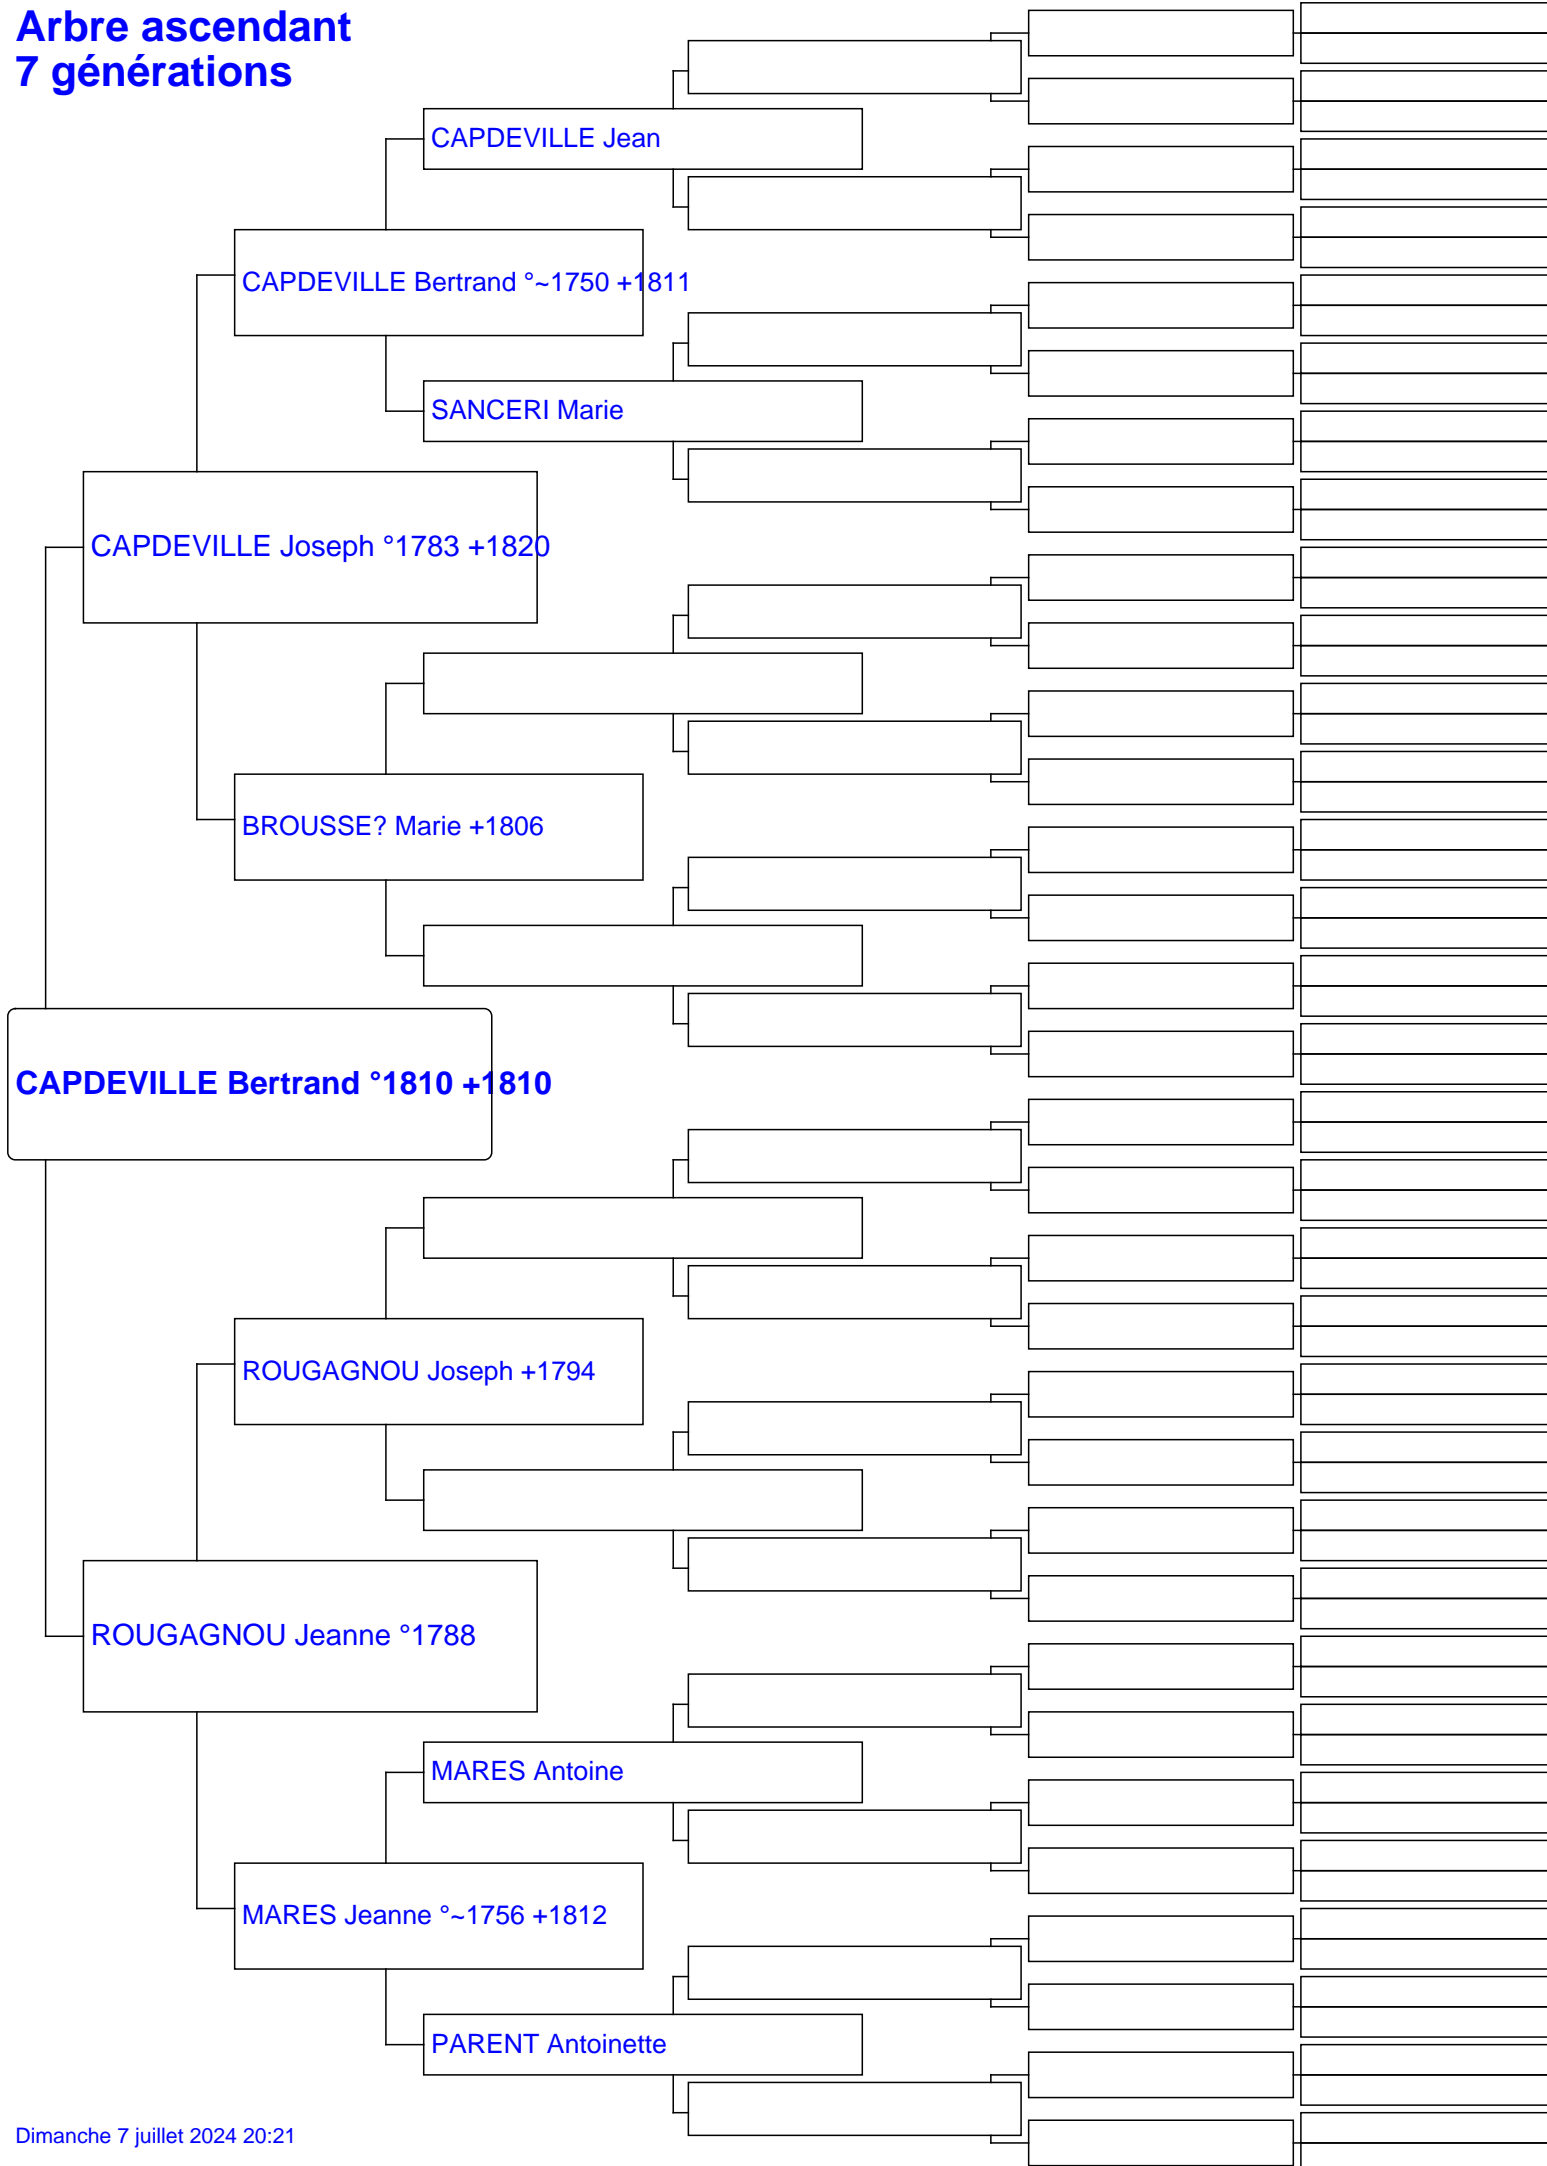 Arbre ascendant
7 générations
CAPDEVILLE Jean
CAPDEVILLE Bertrand °~1750 +1811
SANCERI Marie
CAPDEVILLE Joseph °1783 +1820
BROUSSE? Marie +1806
CAPDEVILLE Bertrand °1810 +1810
ROUGAGNOU Joseph +1794
ROUGAGNOU Jeanne °1788
MARES Antoine
MARES Jeanne °~1756 +1812
PARENT Antoinette
Dimanche 7 juillet 2024 20:21